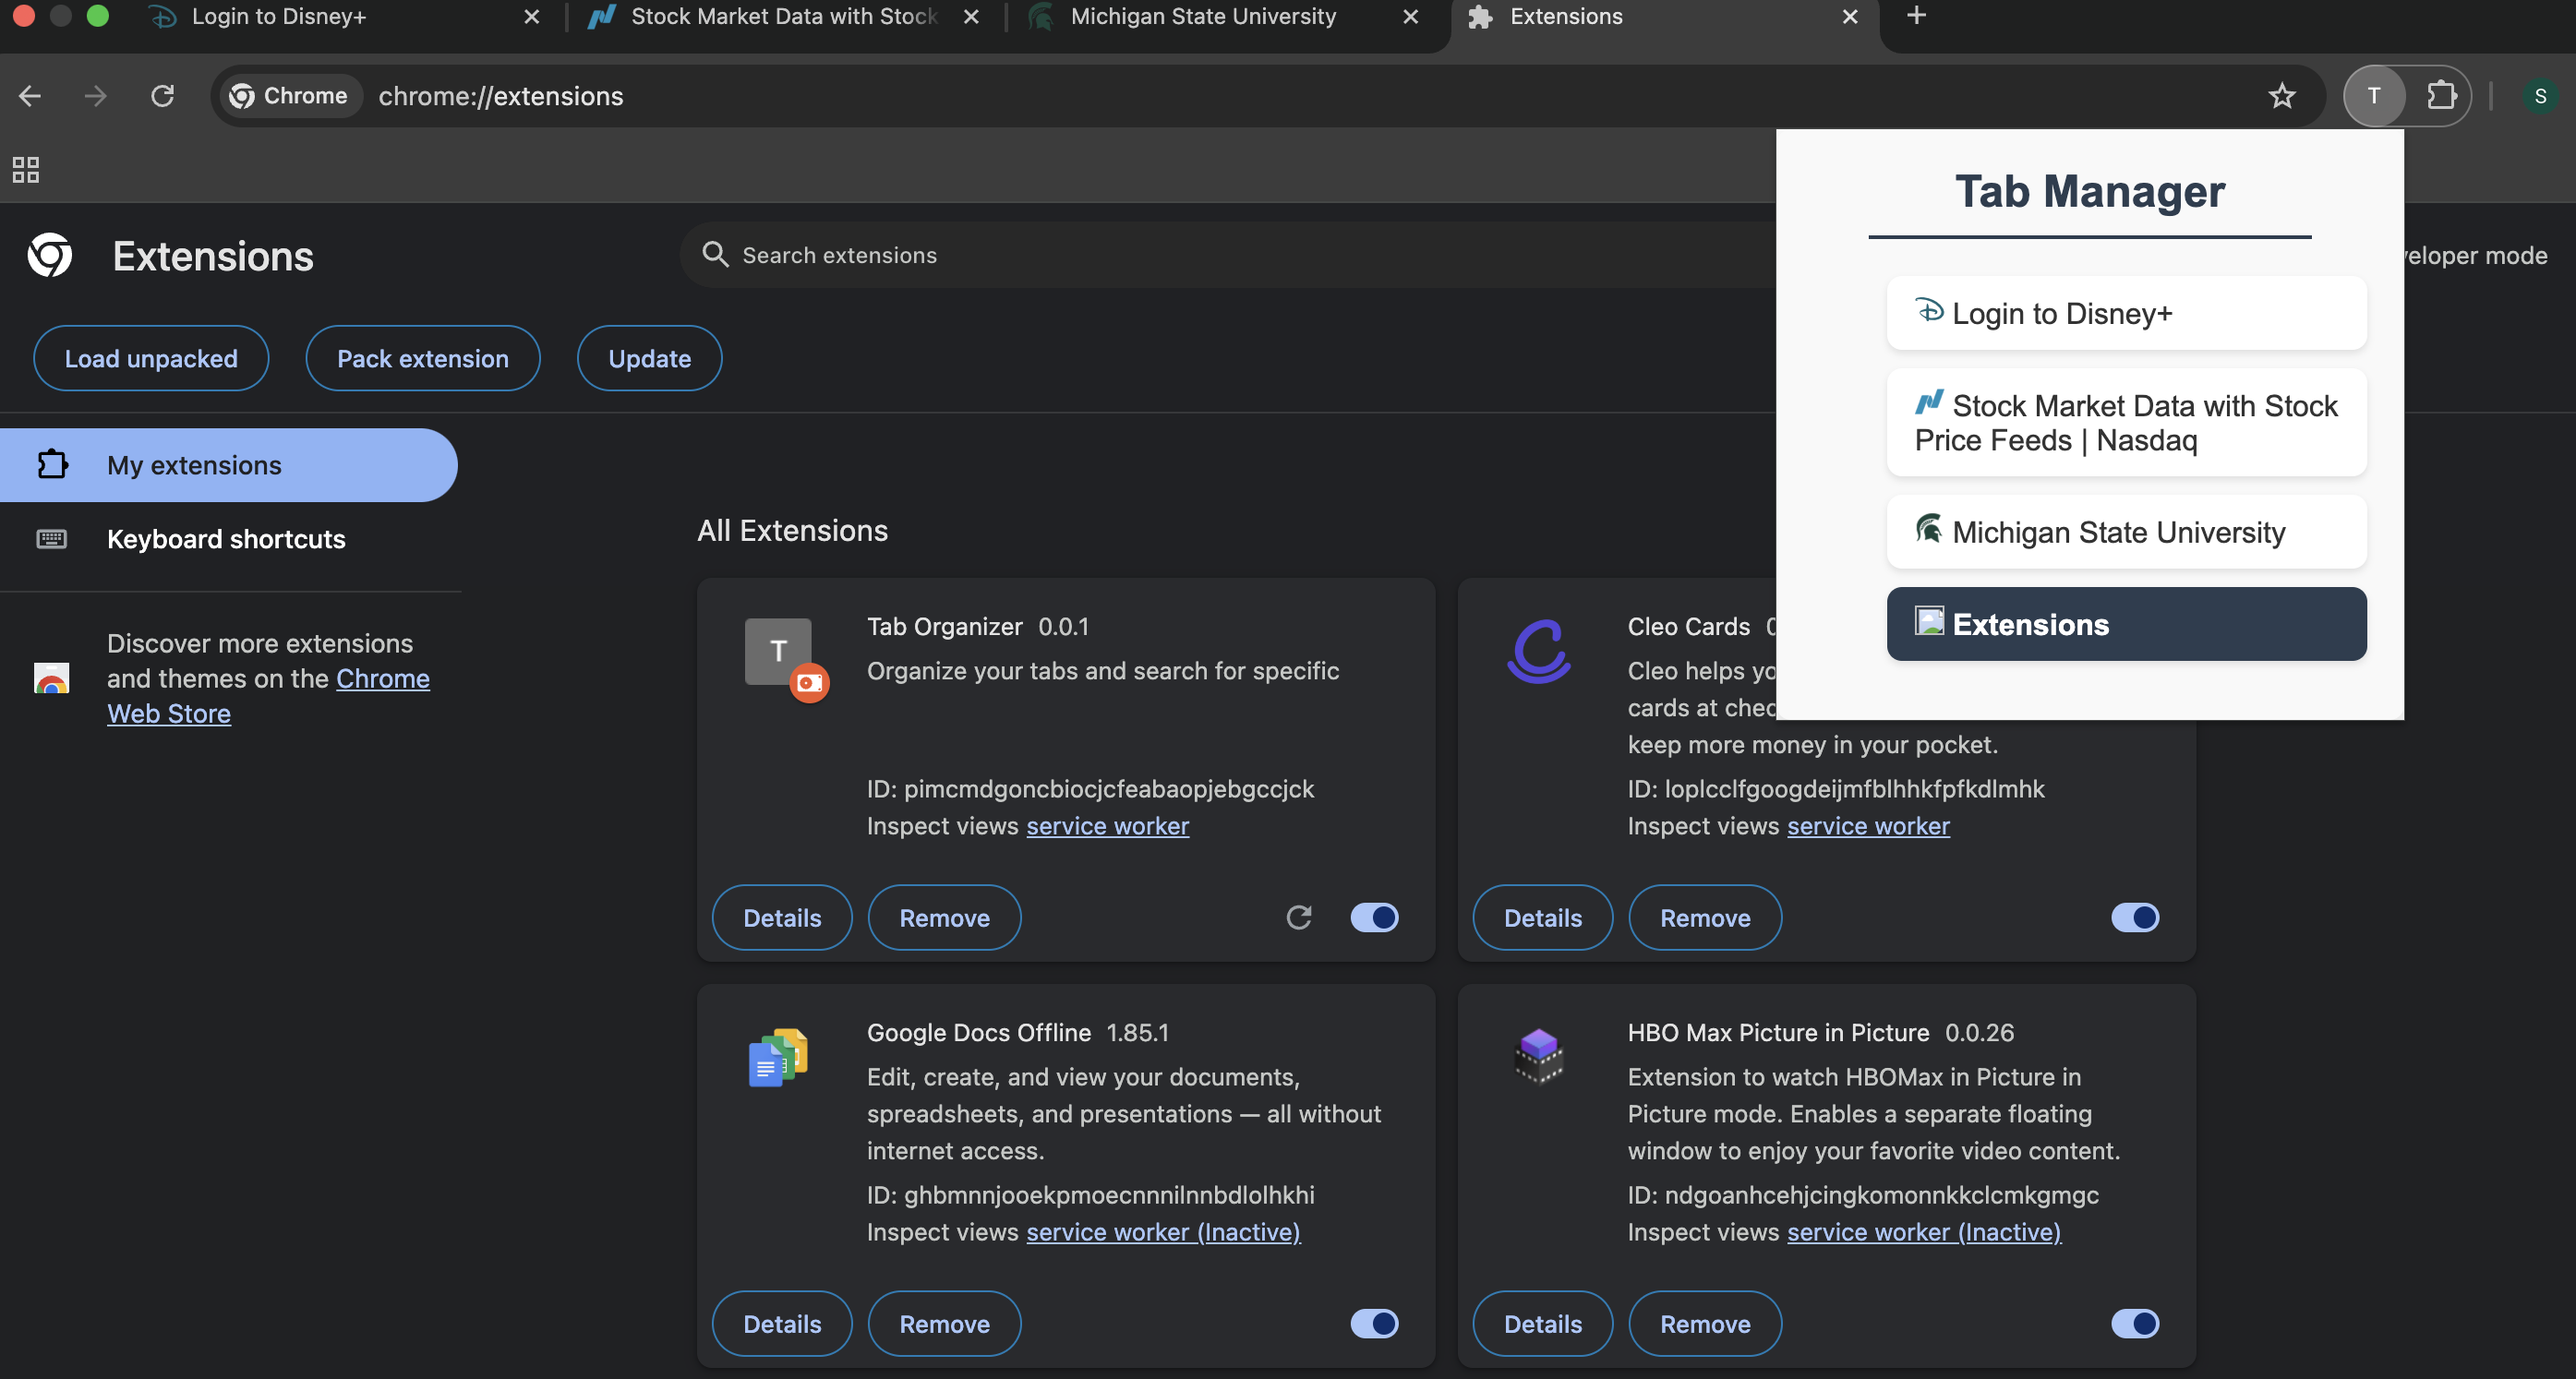 Login to Disney+
Stock Market Data with Stock
Michigan State University
Extensions
Chrome
chrome://extensions
T
S
Tab Manager
Login to Disney+
Stock Market Data with Stock
Price Feeds | Nasdaq
Michigan State University
Extensions
Extensions
Search extensions
eloper mode
Load unpacked
Pack extension
Update
My extensions
Keyboard shortcuts
Discover more extensions
and themes on the Chrome
Web Store
All Extensions
T
Tab Organizer 0.0.1
Organize your tabs and search for specific
ID: pimcmdgoncbiocjcfeabaopjebgccjck
Inspect views service worker
Details
Remove
Cleo Cards
Cleo helps yo
cards at chec
keep more money in your pocket.
ID: loplcclfgoogdeijmfblhhkfpfkdlmhk
Inspect views service worker
Details
Remove
Google Docs Offline 1.85.1
Edit, create, and view your documents,
spreadsheets, and presentations — all without
internet access.
ID: ghbmnnjooekpmoecnnnilnnbdlolhkhi
Inspect views service worker (Inactive)
Details
Remove
HBO Max Picture in Picture 0.0.26
Extension to watch HBOMax in Picture in
Picture mode. Enables a separate floating
window to enjoy your favorite video content.
ID: ndgoanhcehjcingkomonnkkclcmkgmgc
Inspect views service worker (Inactive)
Details
Remove